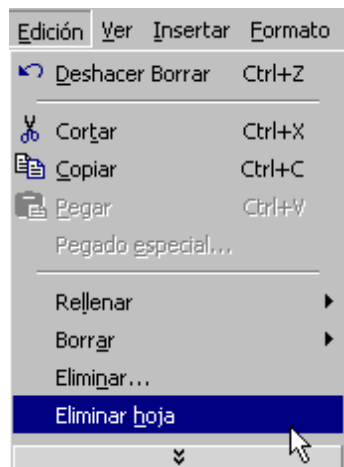 Edición Ver Insertar Formato
Deshacer Borrar Ctrl+Z
Cortar Ctrl+X
Copiar Ctrl+C
Pegar Ctrl+V
Pegado especial...
Rellenar
Borrar
Eliminar...
Eliminar hoja